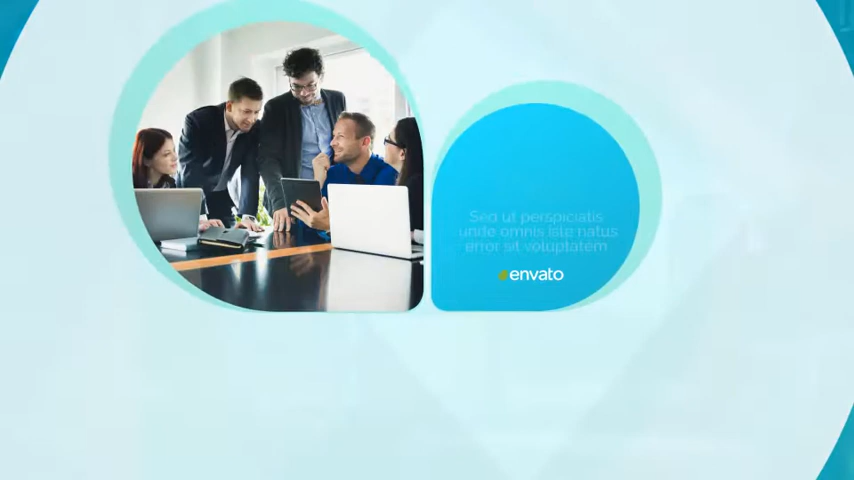 Sed ut perspiciatis
unde omnis iste natus
error sit voluptatem
envato